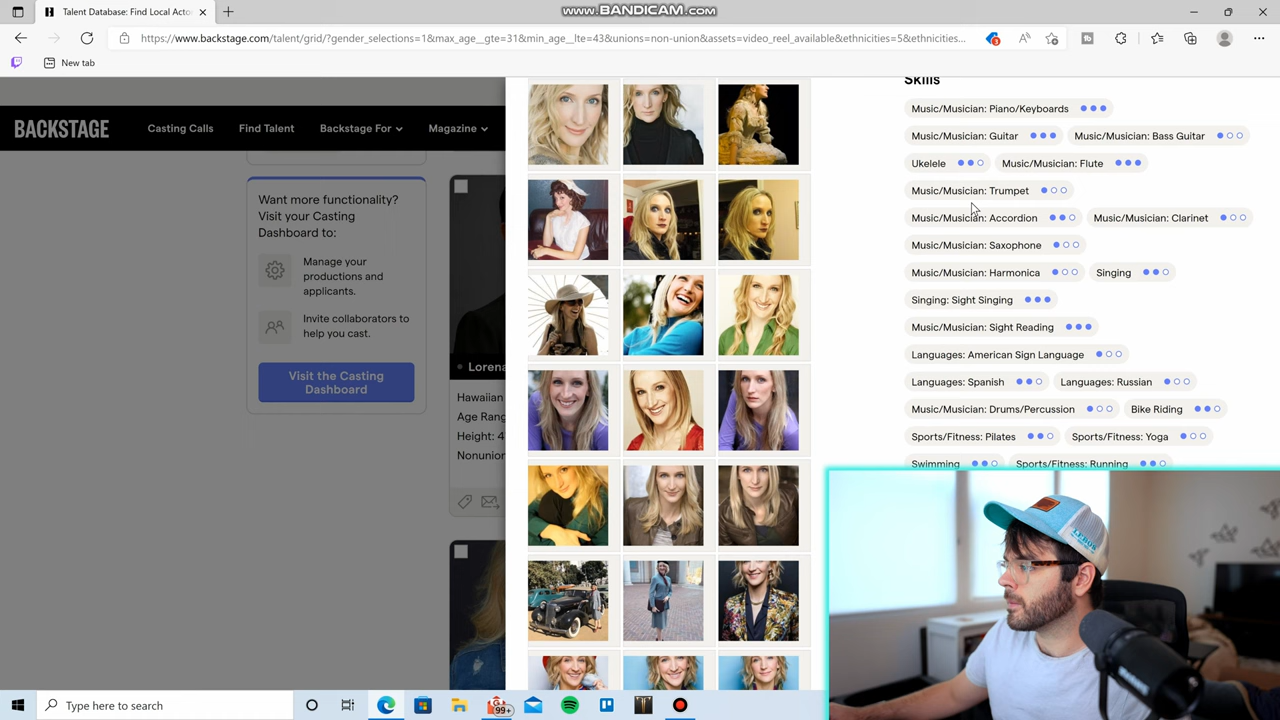 www.BANDICAM.com
Talent Database: Find Local Acto
https://www.backstage.com/talent/grid/?gender_selections=1&max_age__gte=31&min_age__lte=43&unions=non-union&assets=video_reel_available&ethnicities=5&ethnicities...
New tab
BACKSTAGE
Casting Calls
Find Talent
Backstage For
Magazine
Want more functionality?
Visit your Casting
Dashboard to:
Manage your
productions and
applicants.
Invite collaborators to
help you cast.
Visit the Casting
Dashboard
Lorena
Hawaiian
Age Rang
Height: 4
Nonunion
Skills
Music/Musician: Piano/Keyboards
Music/Musician: Guitar
Music/Musician: Bass Guitar
Ukelele
Music/Musician: Flute
Music/Musician: Trumpet
Music/Musician: Accordion
Music/Musician: Clarinet
Music/Musician: Saxophone
Music/Musician: Harmonica
Singing
Singing: Sight Singing
Music/Musician: Sight Reading
Languages: American Sign Language
Languages: Spanish
Languages: Russian
Music/Musician: Drums/Percussion
Bike Riding
Sports/Fitness: Pilates
Sports/Fitness: Yoga
Swimming
Sports/Fitness: Running
Type here to search
99+